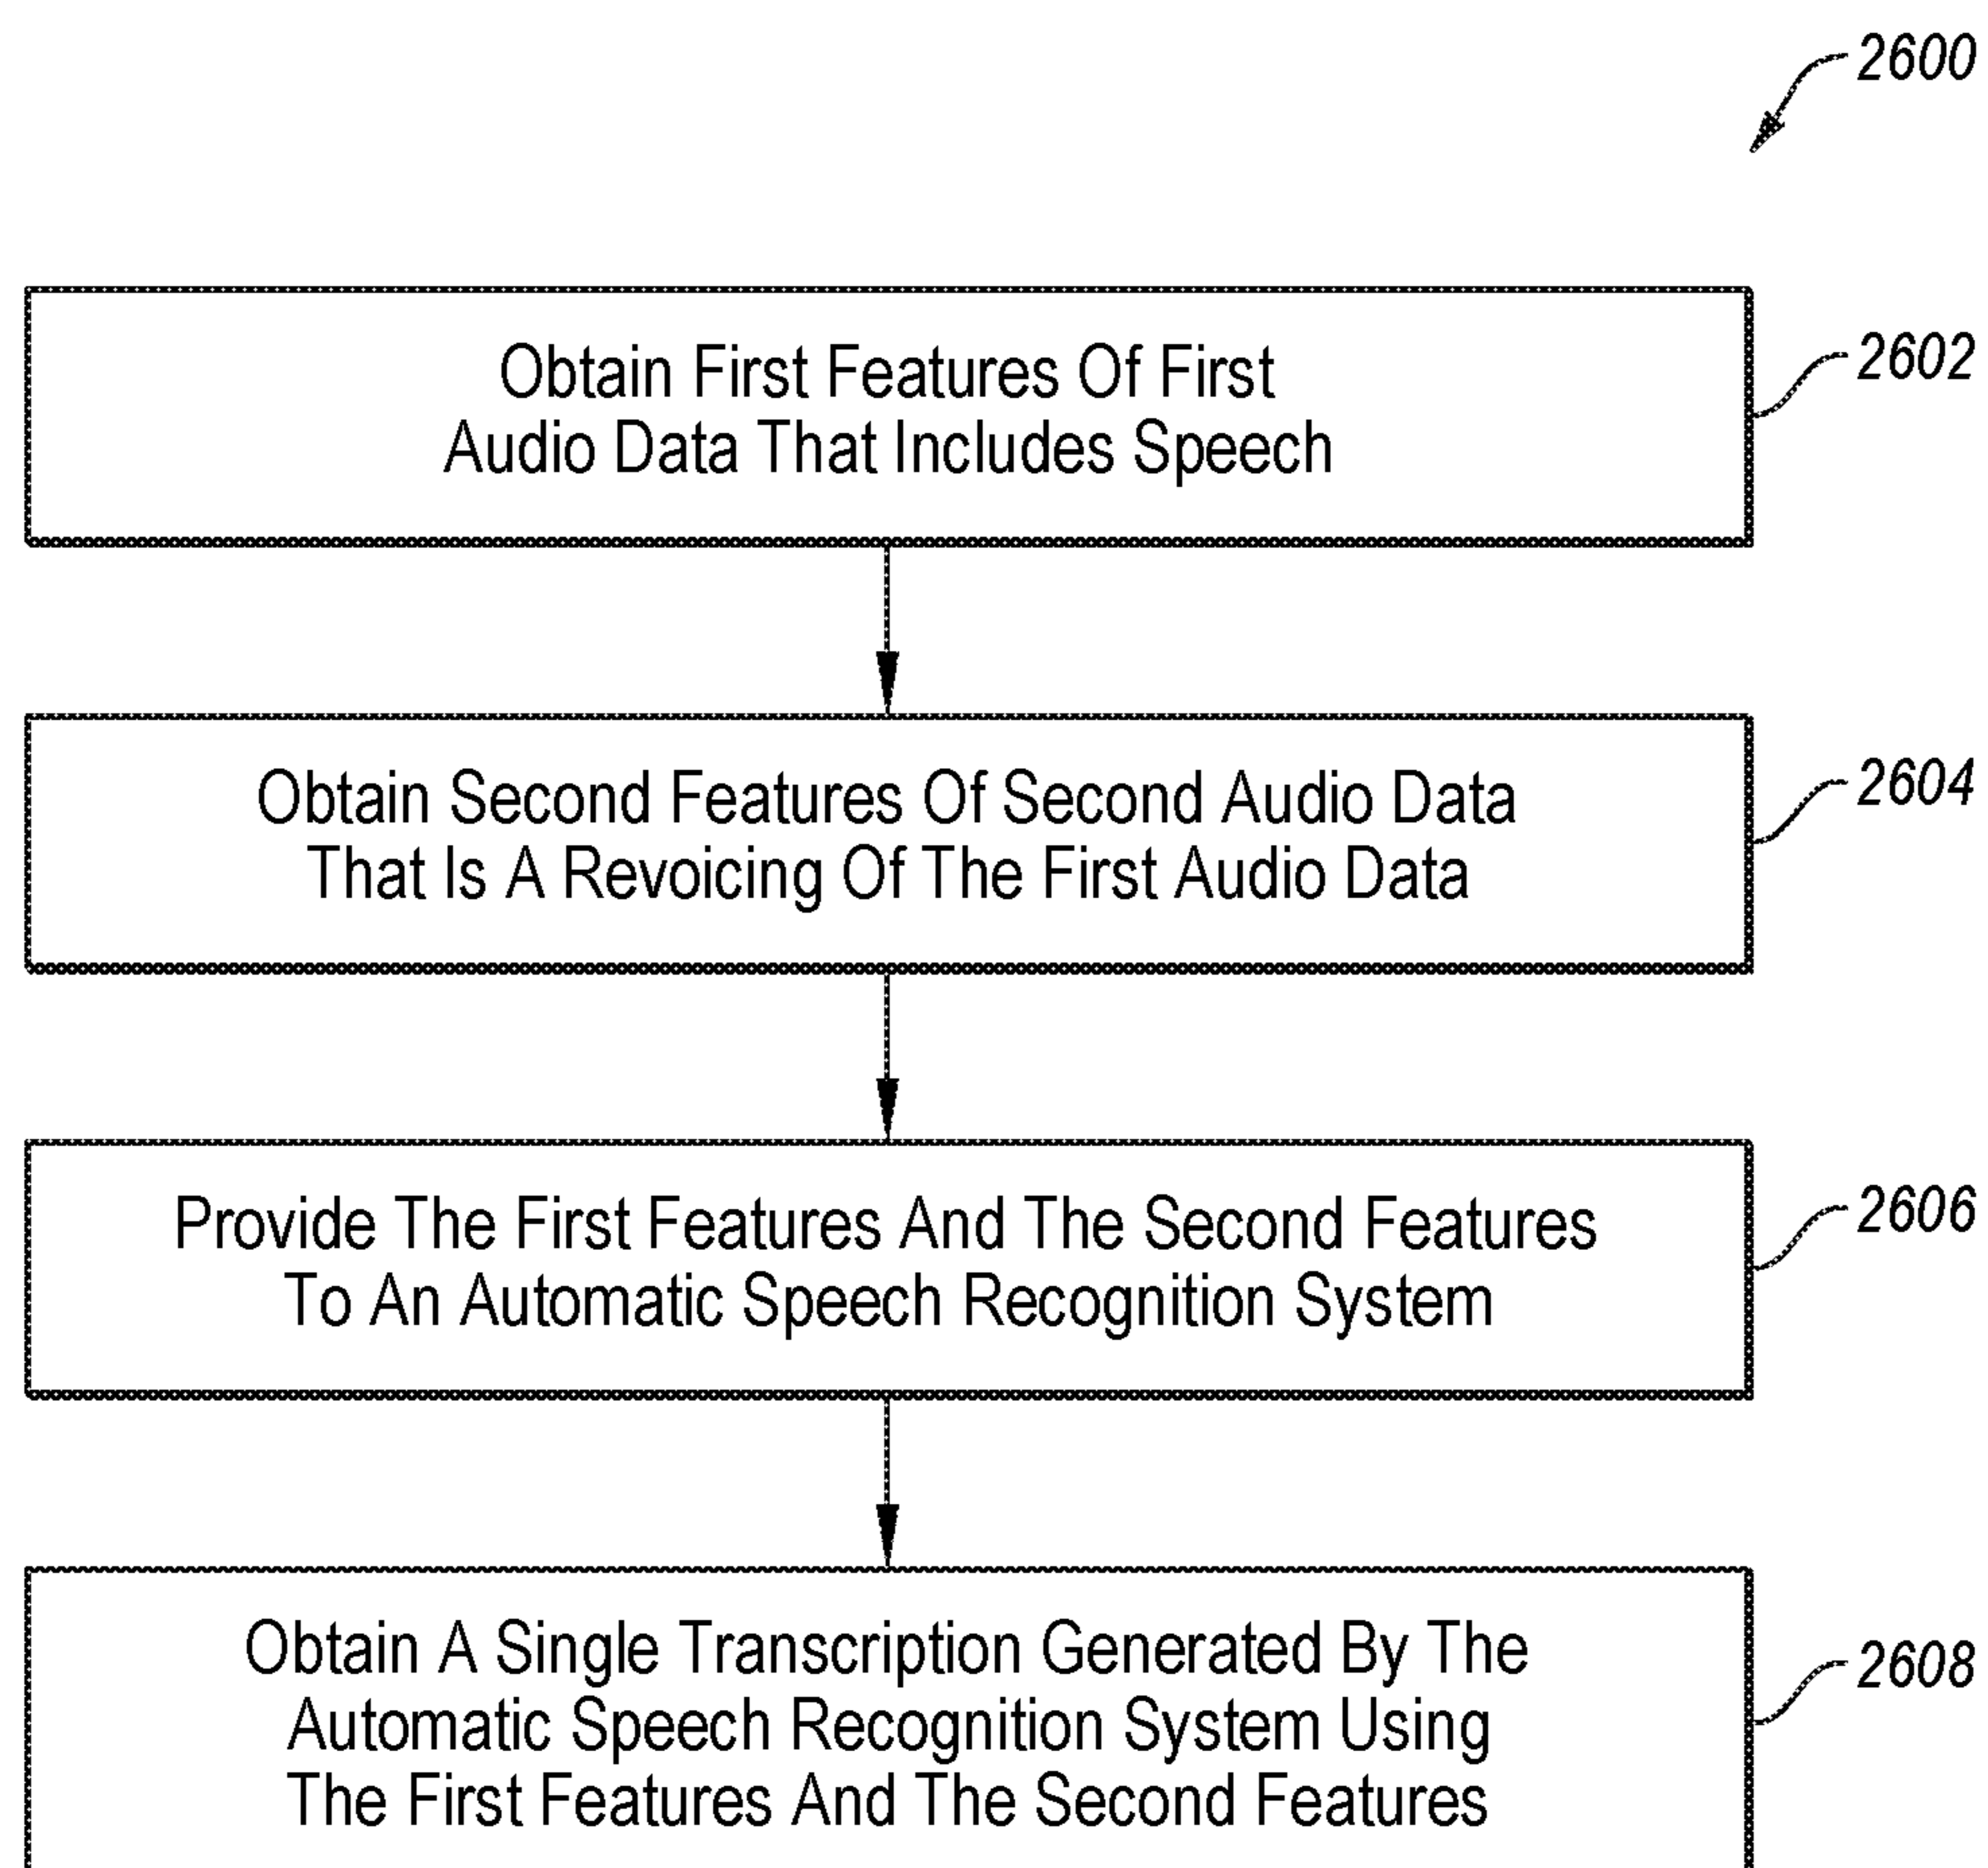 2600
Obtain First Features Of First
Audio Data That Includes Speech
2602
Obtain Second Features Of Second Audio Data
That Is A Revoicing Of The First Audio Data
2604
Provide The First Features And The Second Features
To An Automatic Speech Recognition System
2606
Obtain A Single Transcription Generated By The
Automatic Speech Recognition System Using
The First Features And The Second Features
2608